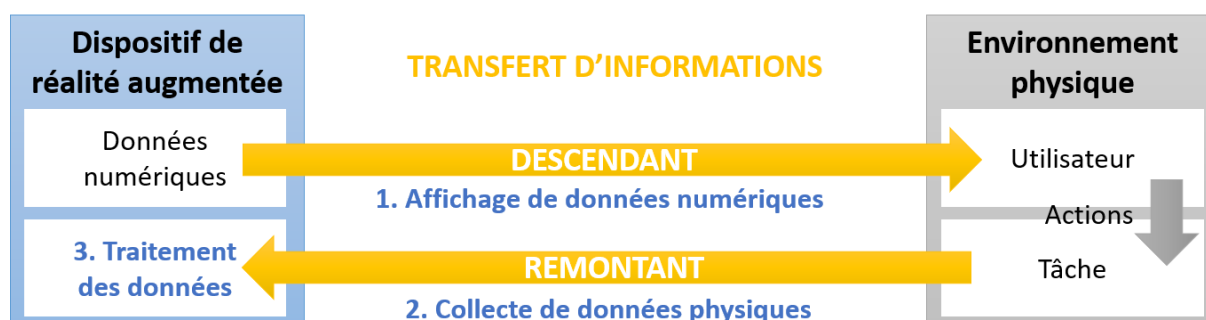 Dispositif de
réalité augmentée
TRANSFERT D’INFORMATIONS
Environnement
physique
Données
numériques
DESCENDANT
1. Affichage de données numériques
Utilisateur
Actions
3. Traitement
des données
REMONTANT
2. Collecte de données physiques
Tâche